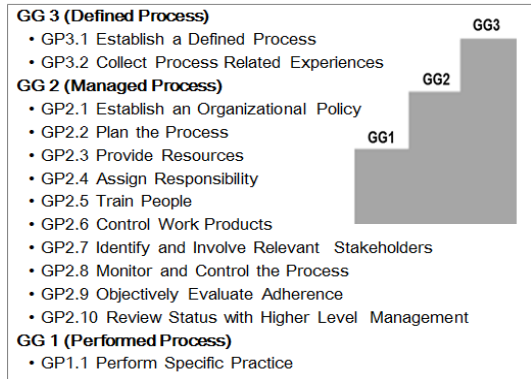 GG 3 (Defined Process)
• GP3.1 Establish a Defined Process
• GP3.2 Collect Process Related Experiences
GG 2 (Managed Process)
• GP2.1 Establish an Organizational Policy
• GP2.2 Plan the Process
• GP2.3 Provide Resources
• GP2.4 Assign Responsibility
• GP2.5 Train People
• GP2.6 Control Work Products
• GP2.7 Identify and Involve Relevant Stakeholders
• GP2.8 Monitor and Control the Process
• GP2.9 Objectively Evaluate Adherence
• GP2.10 Review Status with Higher Level Management
GG 1 (Performed Process)
• GP1.1 Perform Specific Practice
GG3
GG2
GG1